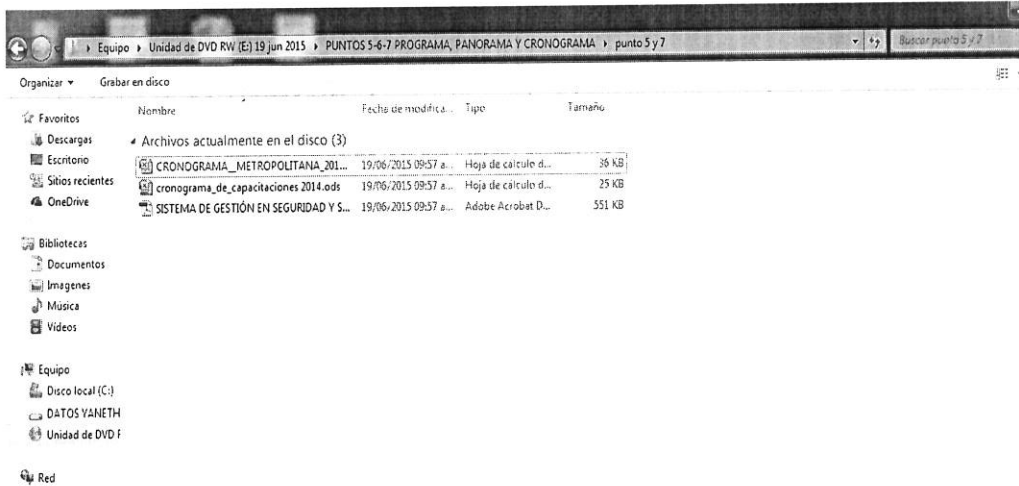 Equipo ▸ Unidad de DVD RW (E:) 19 jun 2015 ▸ PUNTOS 5-6-7 PROGRAMA, PANORAMA Y CRONOGRAMA ▸ punto 5 y 7
Buscar punto 5 y 7
Organizar Grabar en disco
Nombre Fecha de modifica... Tipo Tamaño
Favoritos
Descargas
Escritorio
Sitios recientes
OneDrive
Archivos actualmente en el disco (3)
CRONOGRAMA__METROPOLITANA_201... 19/06/2015 09:57 a... Hoja de cálculo d... 36 KB
cronograma_de_capacitaciones 2014.ods 19/06/2015 09:57 a... Hoja de cálculo d... 25 KB
SISTEMA DE GESTIÓN EN SEGURIDAD Y S... 19/06/2015 09:57 a... Adobe Acrobat D... 551 KB
Bibliotecas
Documentos
Imagenes
Música
Vídeos
Equipo
Disco local (C:)
DATOS YANETH
Unidad de DVD F
Red